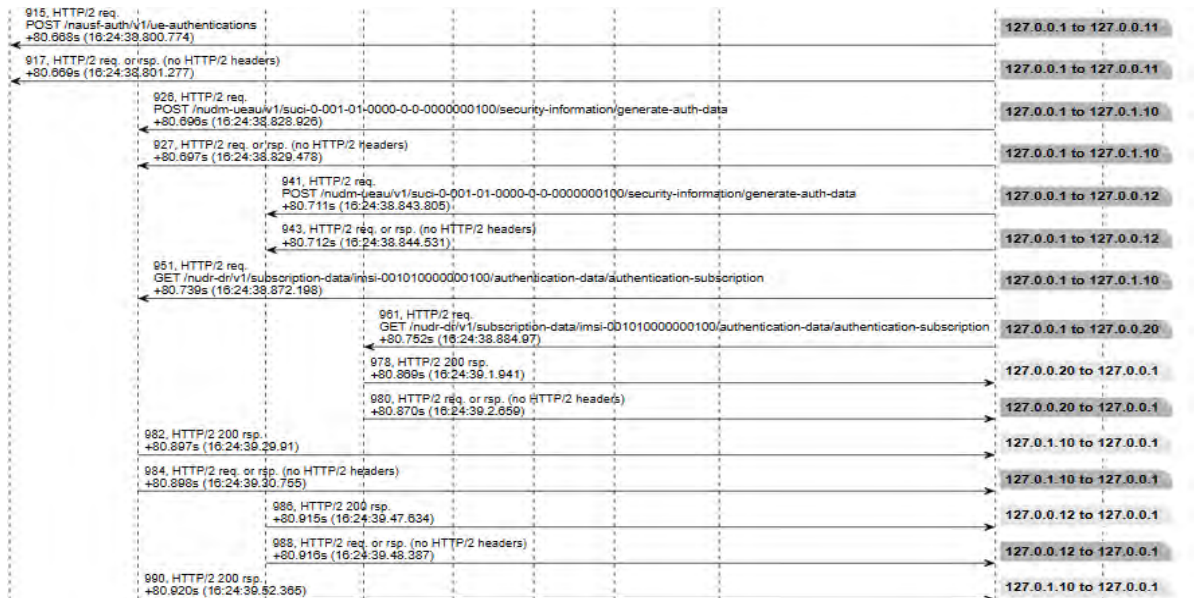 915, HTTP/2 req.
POST /nausf-auth/v1/ue-authentications
+80.668s (16:24:38.800.774)
127.0.0.1 to 127.0.0.11
917, HTTP/2 req. or rsp. (no HTTP/2 headers)
+80.669s (16:24:38.801.277)
127.0.0.1 to 127.0.0.11
926, HTTP/2 req.
POST /nudm-ueau/v1/suci-0-001-01-0000-0-0-0000000100/security-information/generate-auth-data
+80.696s (16:24:38.828.926)
127.0.0.1 to 127.0.1.10
927, HTTP/2 req. or rsp. (no HTTP/2 headers)
+80.697s (16:24:38.829.478)
127.0.0.1 to 127.0.1.10
941, HTTP/2 req.
POST /nudm-ueau/v1/suci-0-001-01-0000-0-0-0000000100/security-information/generate-auth-data
+80.711s (16:24:38.843.805)
127.0.0.1 to 127.0.0.12
943, HTTP/2 req. or rsp. (no HTTP/2 headers)
+80.712s (16:24:38.844.531)
127.0.0.1 to 127.0.0.12
951, HTTP/2 req.
GET /nudr-dr/v1/subscription-data/imsi-001010000000100/authentication-data/authentication-subscription
+80.739s (16:24:38.872.198)
127.0.0.1 to 127.0.1.10
961, HTTP/2 req.
GET /nudr-dr/v1/subscription-data/imsi-001010000000100/authentication-data/authentication-subscription
+80.752s (16:24:38.884.97)
127.0.0.1 to 127.0.0.20
978, HTTP/2 200 rsp.
+80.869s (16:24:39.1.941)
127.0.0.20 to 127.0.0.1
980, HTTP/2 req. or rsp. (no HTTP/2 headers)
+80.870s (16:24:39.2.659)
127.0.0.20 to 127.0.0.1
982, HTTP/2 200 rsp.
+80.897s (16:24:39.29.91)
127.0.1.10 to 127.0.0.1
984, HTTP/2 req. or rsp. (no HTTP/2 headers)
+80.898s (16:24:39.30.755)
127.0.1.10 to 127.0.0.1
986, HTTP/2 200 rsp.
+80.915s (16:24:39.47.634)
127.0.0.12 to 127.0.0.1
988, HTTP/2 req. or rsp. (no HTTP/2 headers)
+80.916s (16:24:39.48.387)
127.0.0.12 to 127.0.0.1
990, HTTP/2 200 rsp.
+80.920s (16:24:39.52.365)
127.0.1.10 to 127.0.0.1